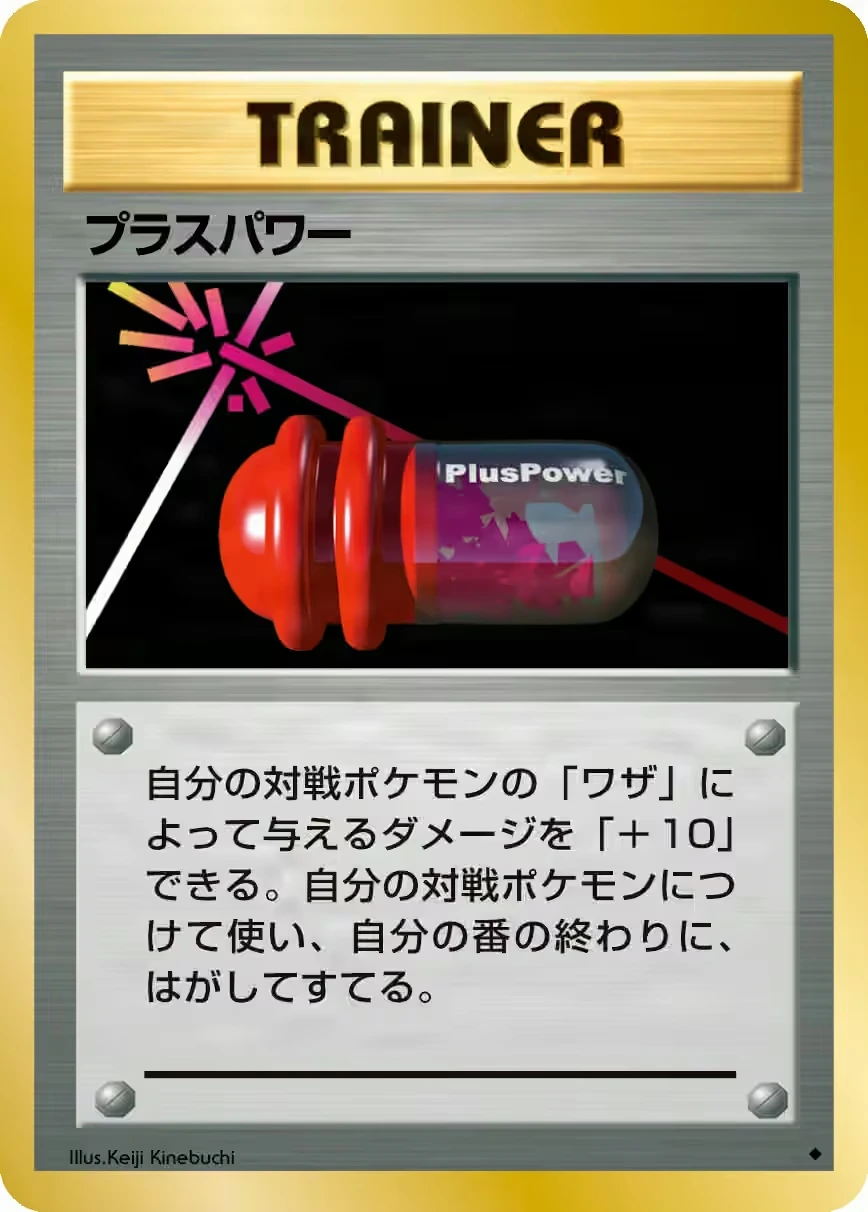 TRAINER
プラスパワー
PlusPower
自分の対戦ポケモンの「ワザ」に
よって与えるダメージを「＋10」
できる。自分の対戦ポケモンにつ
けて使い、自分の番の終わりに、
はがしてすてる。
Illus.Keiji Kinebuchi